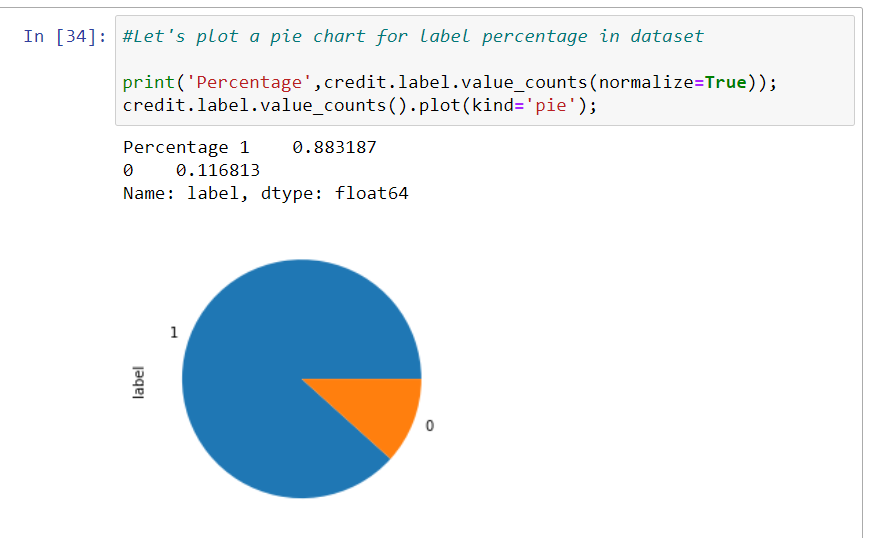 In [34]: #Let's plot a pie chart for label percentage in dataset
print('Percentage',credit.label.value_counts(normalize=True));
credit.label.value_counts().plot(kind='pie');
Percentage 1    0.883187
0    0.116813
Name: label, dtype: float64
1
label
0